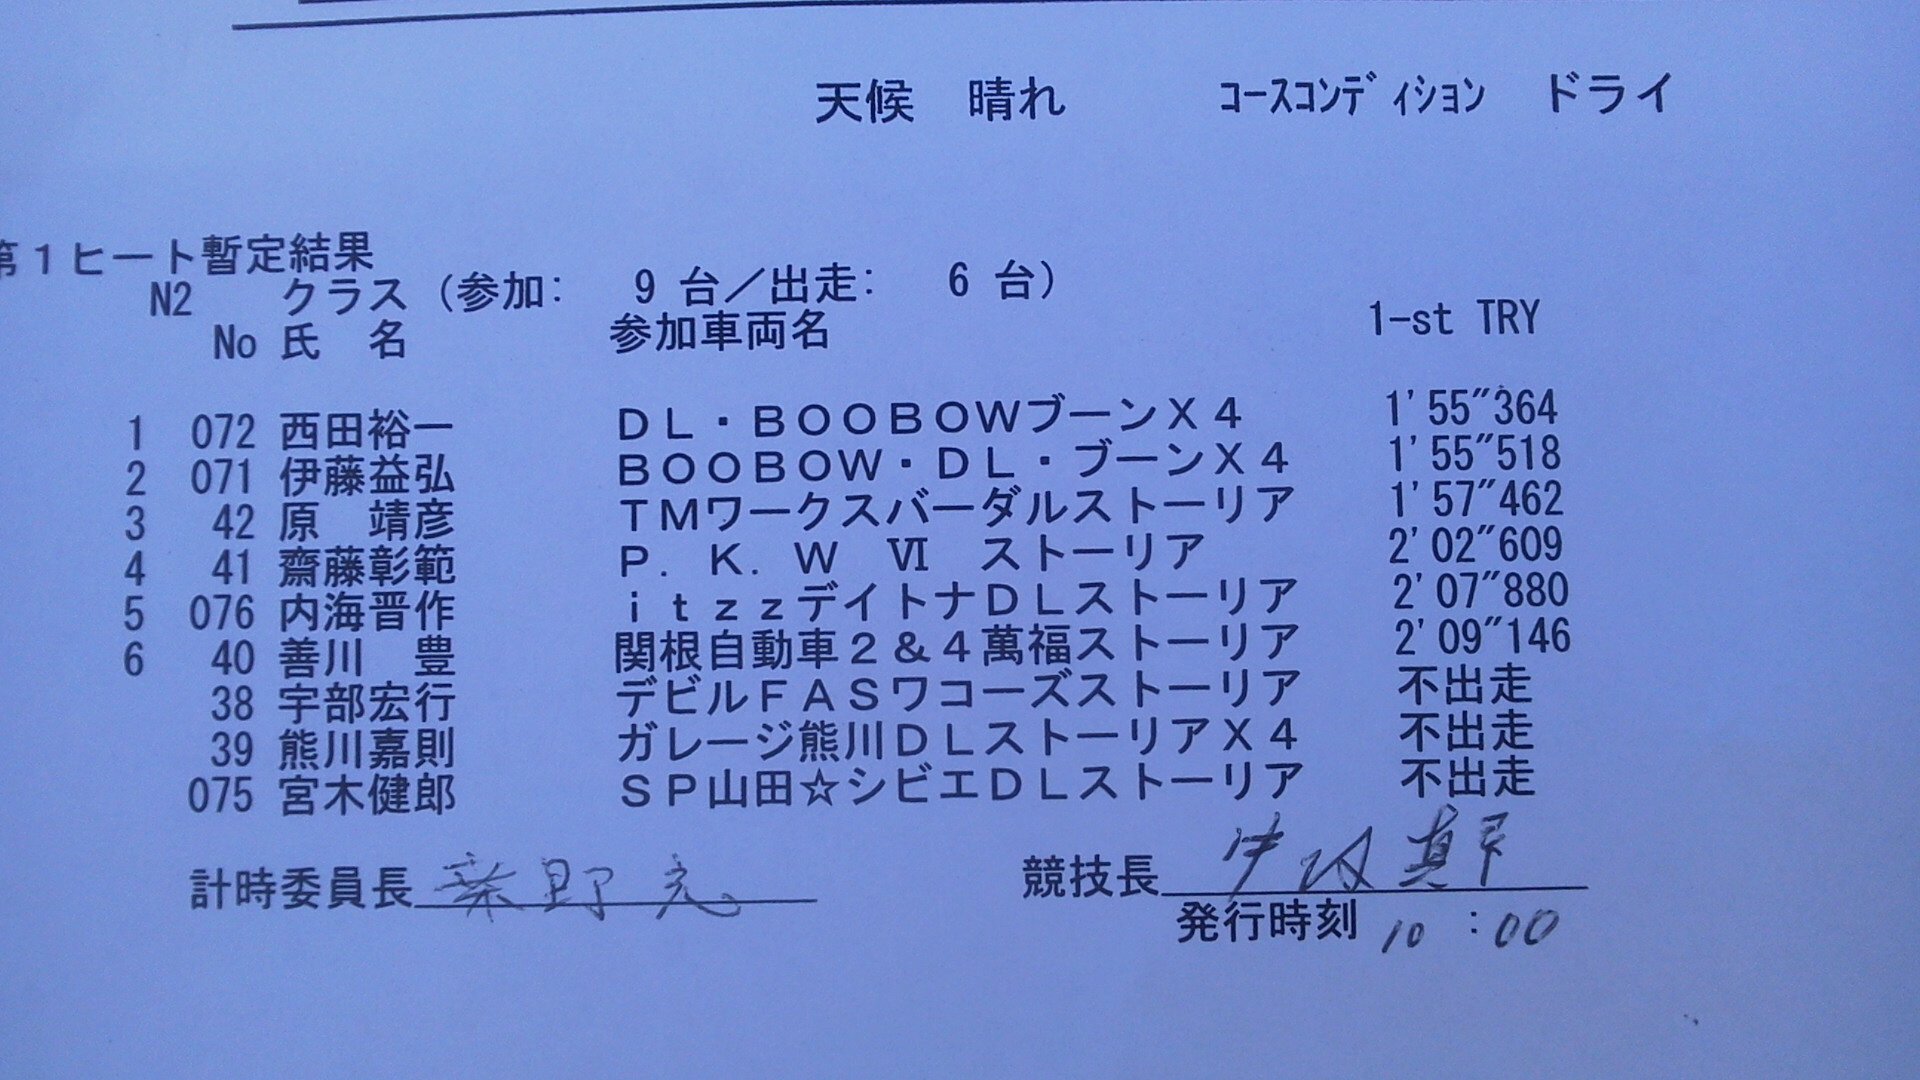 天候　晴れ　ｺｰｽｺﾝﾃﾞｨｼｮﾝ　ドライ
第１ヒート暫定結果
N2　クラス（参加：　9 台／出走：　6 台）
No 氏　名　参加車両名　1-st TRY
1 072 西田裕一 ＤＬ・ＢＯＯＢＯＷブーンＸ４ 1'55"364
2 071 伊藤益弘 ＢＯＯＢＯＷ・ＤＬ・ブーンＸ４ 1'55"518
3 42 原　靖彦 ＴＭワークスバーダルストーリア 1'57"462
4 41 齋藤彰範 Ｐ．Ｋ．Ｗ　Ⅵ　ストーリア 2'02"609
5 076 内海晋作 ｉｔｚｚデイトナＤＬストーリア 2'07"880
6 40 善川　豊 関根自動車２＆４萬福ストーリア 2'09"146
38 宇部宏行 デビルＦＡＳワコーズストーリア 不出走
39 熊川嘉則 ガレージ熊川ＤＬストーリアＸ４ 不出走
075 宮木健郎 ＳＰ山田☆シビエＤＬストーリア 不出走
計時委員長　競技長
発行時刻 10：00